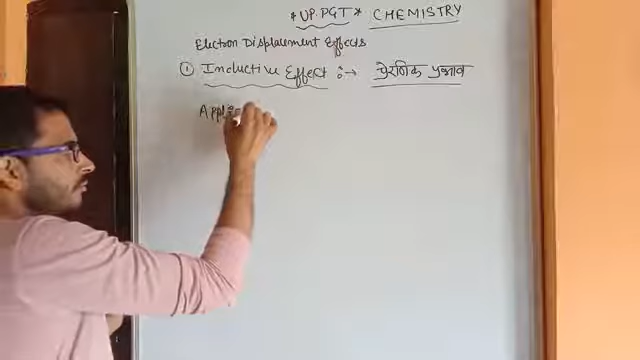 * UP. PGT * CHEMISTRY
Electron Displacement Effects
① Inductive Effect :→ प्रेरणिक प्रभाव
Appli